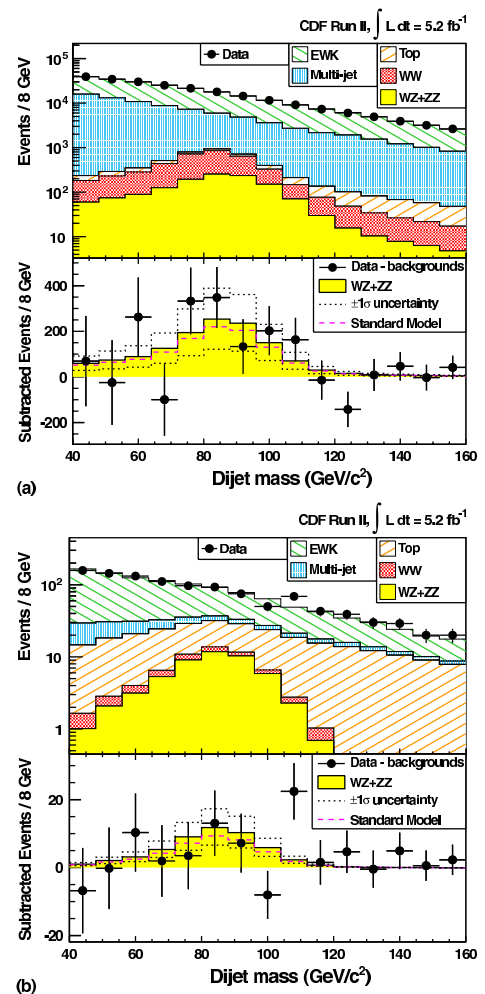 CDF Run II, ∫ L dt = 5.2 fb⁻¹
Data
EWK
Top
Multi-jet
WW
WZ+ZZ
Events / 8 GeV
10⁵
10⁴
10³
10²
10
Data - backgrounds
WZ+ZZ
±1σ uncertainty
Standard Model
Subtracted Events / 8 GeV
400
200
0
-200
40 60 80 100 120 140 160
Dijet mass (GeV/c²)
(a)
CDF Run II, ∫ L dt = 5.2 fb⁻¹
Data
EWK
Top
Multi-jet
WW
WZ+ZZ
Events / 8 GeV
10²
10
1
Data - backgrounds
WZ+ZZ
±1σ uncertainty
Standard Model
Subtracted Events / 8 GeV
20
0
-20
40 60 80 100 120 140 160
Dijet mass (GeV/c²)
(b)